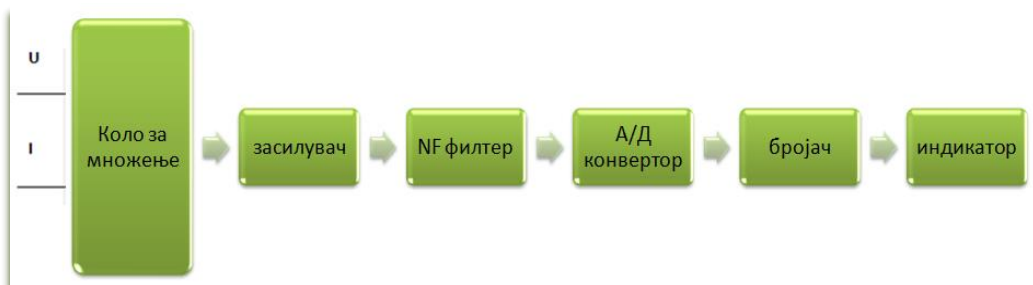 U
I
Коло за
множење
засилувач
NF филтер
А/Д
конвертор
бројач
индикатор